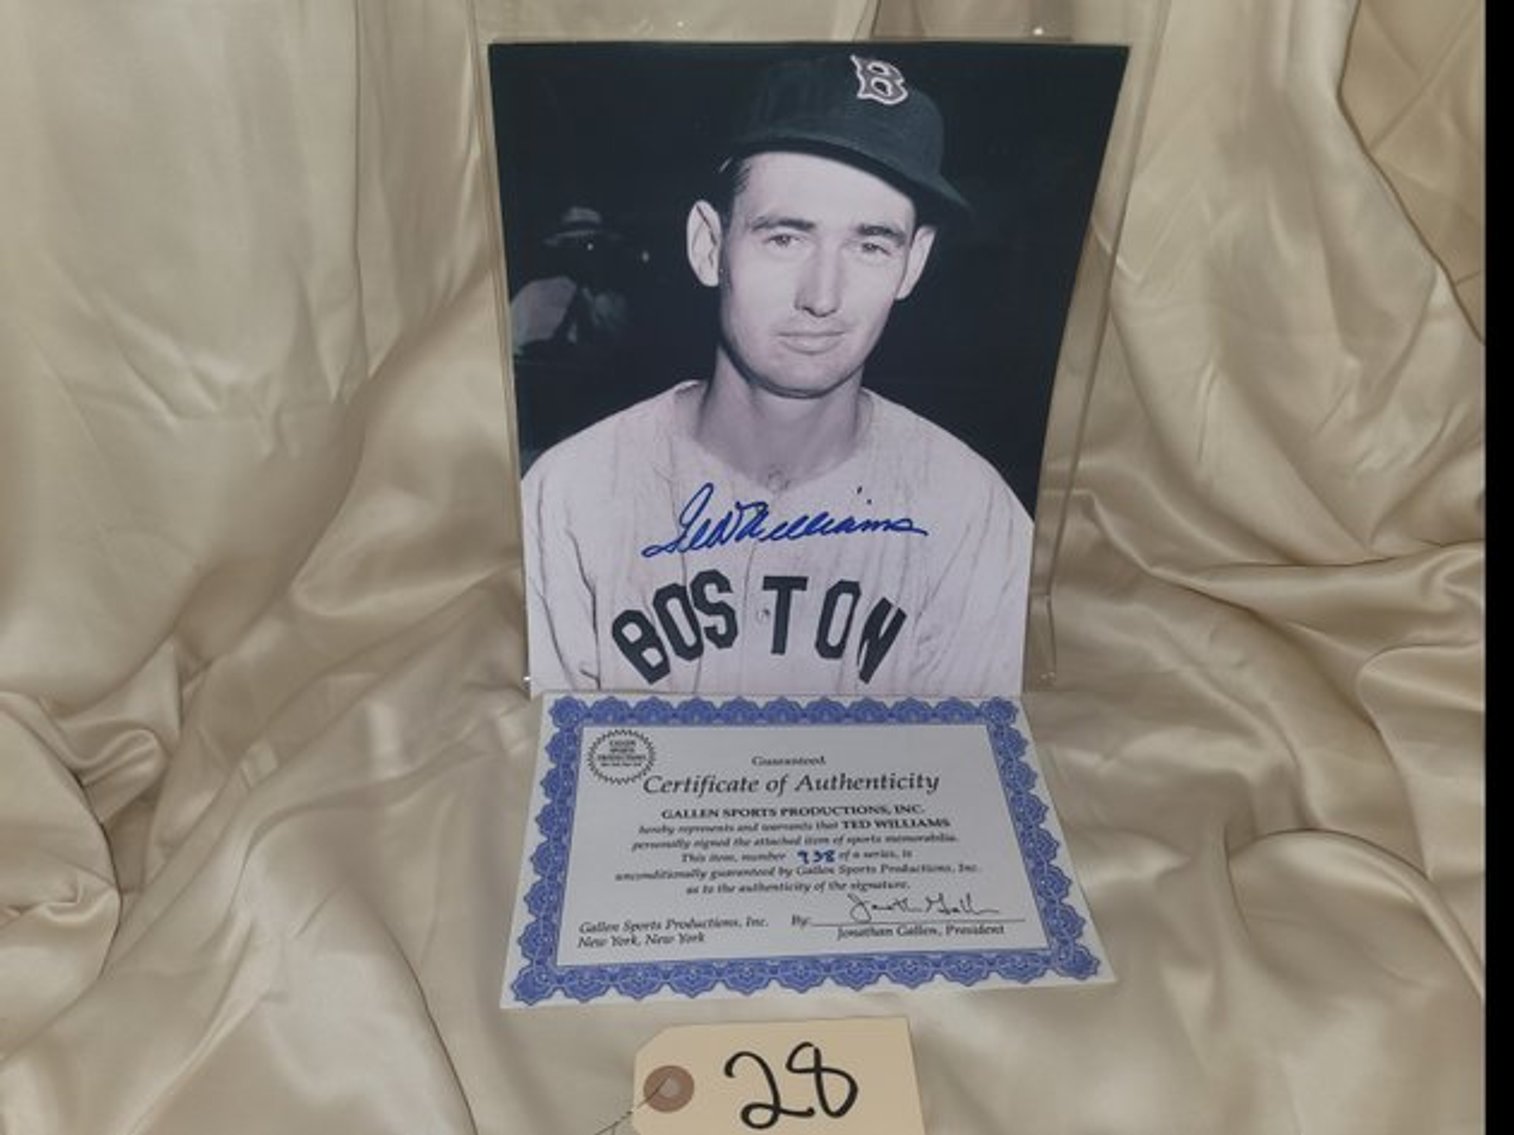 B
Ted Williams
BOSTON
GALLEN
SPORTS
PRODUCTIONS
Guaranteed
Certificate of Authenticity
GALLEN SPORTS PRODUCTIONS, INC.
hereby represents and warrants that TED WILLIAMS
personally signed the attached item of sports memorabilia.
This item, number 938 of a series, is
unconditionally guaranteed by Gallen Sports Productions, Inc.
as to the authenticity of the signature.
Gallen Sports Productions, Inc. By:
New York, New York Jonathan Gallen, President
28